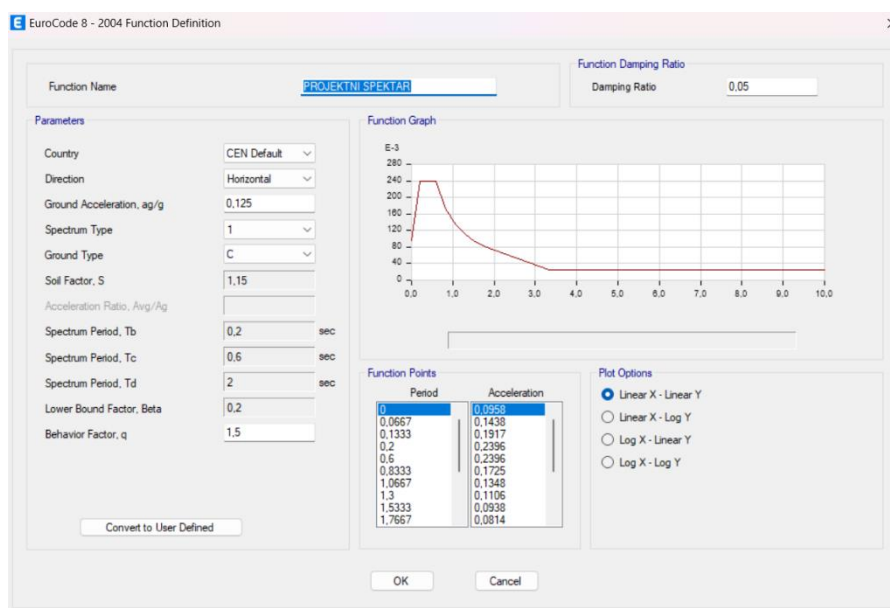 EuroCode 8 - 2004 Function Definition
Function Name
PROJEKTNI SPEKTAR
Function Damping Ratio
Damping Ratio
0,05
Parameters
Country
CEN Default
Direction
Horizontal
Ground Acceleration, ag/g
0,125
Spectrum Type
1
Ground Type
C
Soil Factor, S
1,15
Acceleration Ratio, Avg/Ag
Spectrum Period, Tb
0,2
sec
Spectrum Period, Tc
0,6
sec
Spectrum Period, Td
2
sec
Lower Bound Factor, Beta
0,2
Behavior Factor, q
1,5
Convert to User Defined
Function Graph
E-3
280
240
200
160
120
80
40
0
0,0 1,0 2,0 3,0 4,0 5,0 6,0 7,0 8,0 9,0 10,0
Function Points
Period Acceleration
0 0,0958
0,0667 0,1438
0,1333 0,1917
0,2 0,2396
0,6 0,2396
0,8333 0,1725
1,0667 0,1348
1,3 0,1106
1,5333 0,0938
1,7667 0,0814
Plot Options
Linear X - Linear Y
Linear X - Log Y
Log X - Linear Y
Log X - Log Y
OK
Cancel